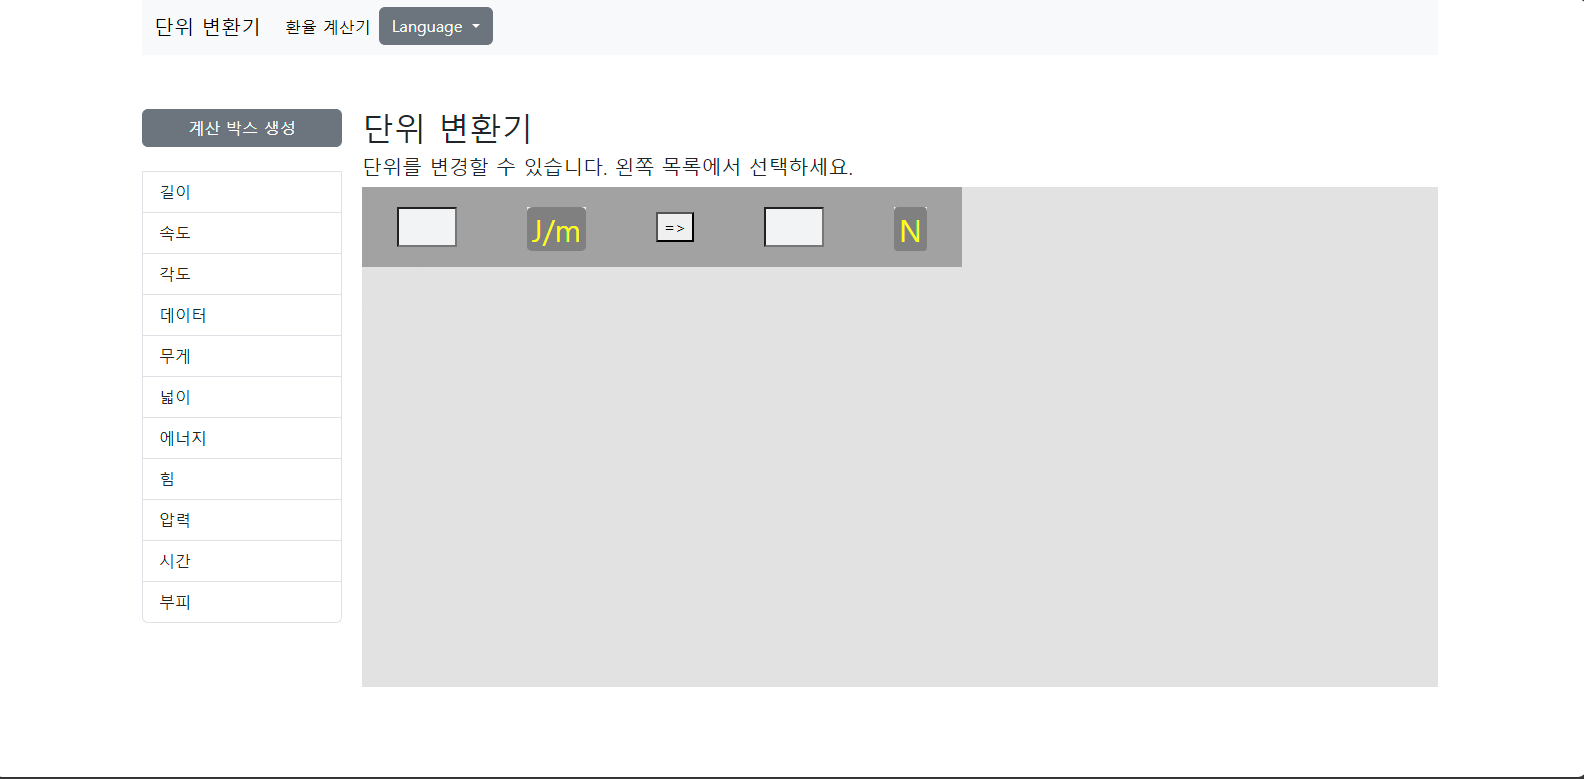 단위 변환기 환율 계산기 Language
계산 박스 생성
길이
속도
각도
데이터
무게
넓이
에너지
힘
압력
시간
부피
단위 변환기
단위를 변경할 수 있습니다. 왼쪽 목록에서 선택하세요.
J/m => N